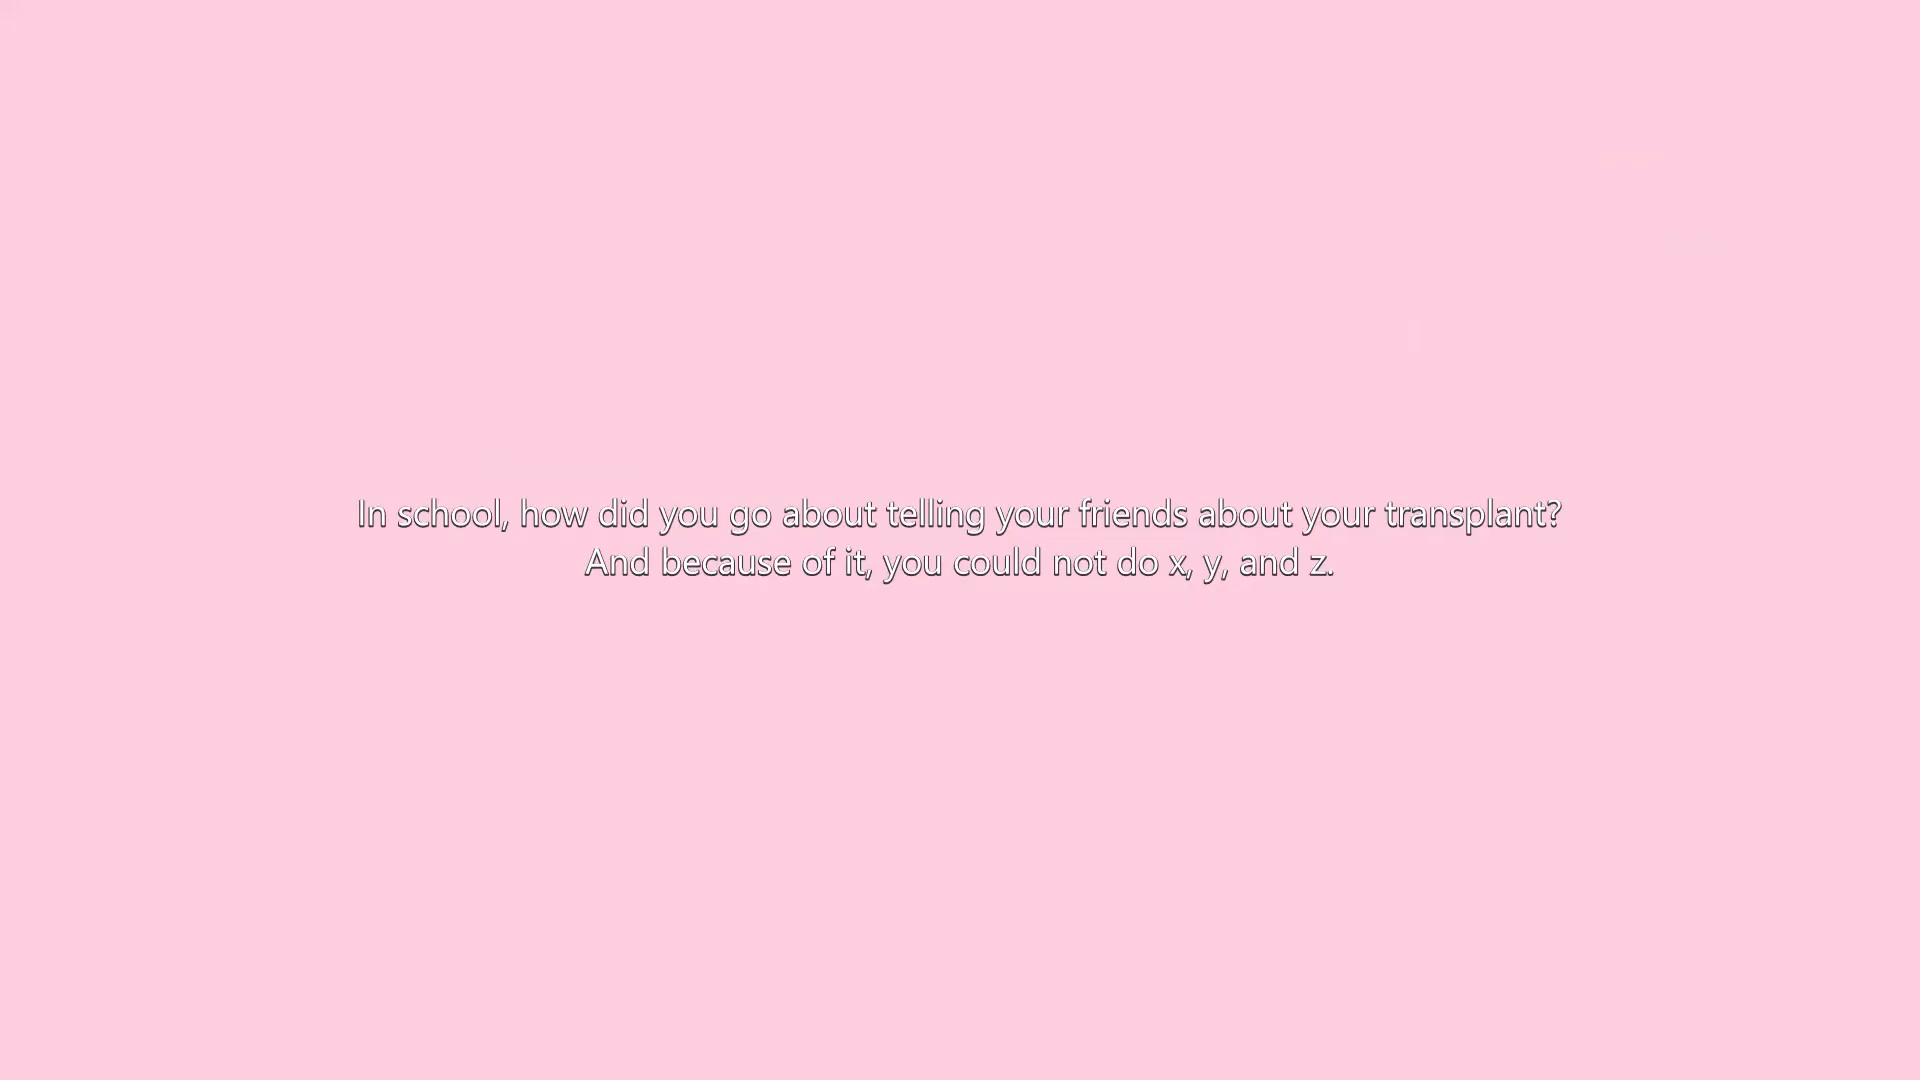 In school, how did you go about telling your friends about your transplant?
And because of it, you could not do x, y, and z.